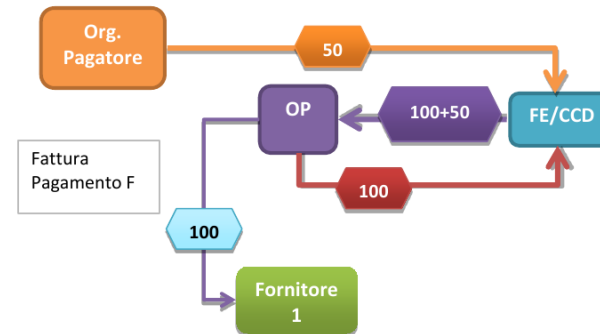 Org.
Pagatore
50
OP
100+50
FE/CCD
Fattura
Pagamento F
100
100
Fornitore
1